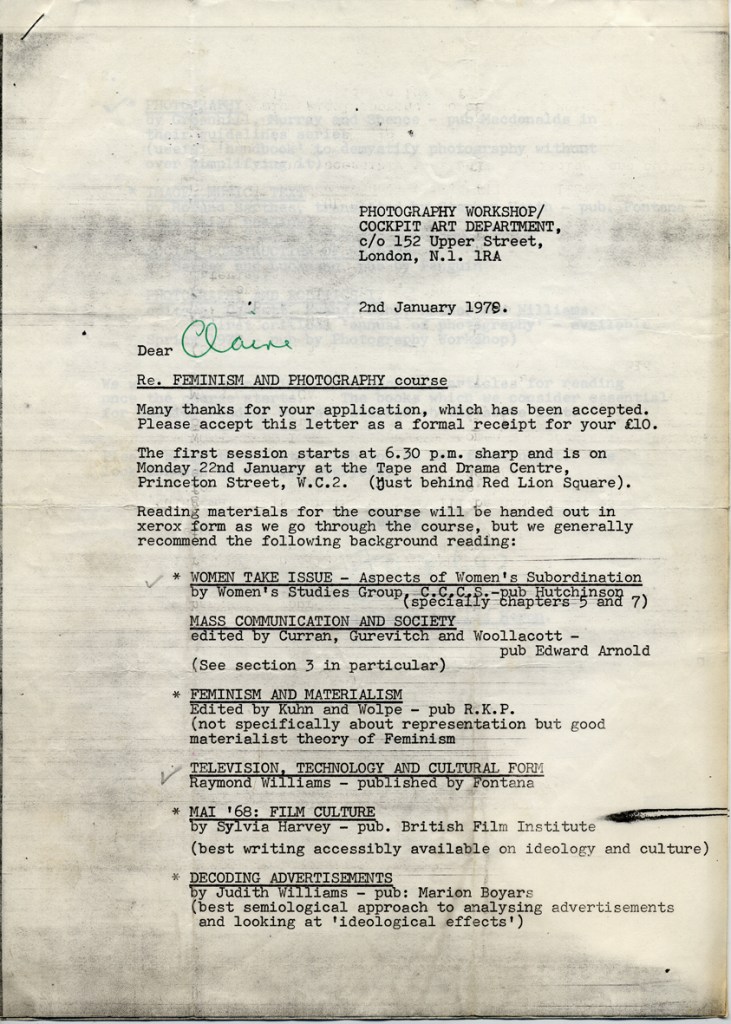 PHOTOGRAPHY WORKSHOP/
COCKPIT ART DEPARTMENT,
c/o 152 Upper Street,
London, N.1. 1RA
2nd January 1979.
Dear Claire
Re. FEMINISM AND PHOTOGRAPHY course
Many thanks for your application, which has been accepted.
Please accept this letter as a formal receipt for your £10.
The first session starts at 6.30 p.m. sharp and is on
Monday 22nd January at the Tape and Drama Centre,
Princeton Street, W.C.2. (just behind Red Lion Square).
Reading materials for the course will be handed out in
xerox form as we go through the course, but we generally
recommend the following background reading:
* WOMEN TAKE ISSUE - Aspects of Women's Subordination
by Women's Studies Group, C.C.C.S.-pub Hutchinson
(specially chapters 5 and 7)
MASS COMMUNICATION AND SOCIETY
edited by Curran, Gurevitch and Woollacott -
pub Edward Arnold
(See section 3 in particular)
* FEMINISM AND MATERIALISM
Edited by Kuhn and Wolpe - pub R.K.P.
(not specifically about representation but good
materialist theory of Feminism
TELEVISION, TECHNOLOGY AND CULTURAL FORM
Raymond Williams - published by Fontana
* MAI '68: FILM CULTURE
by Sylvia Harvey - pub. British Film Institute
(best writing accessibly available on ideology and culture)
* DECODING ADVERTISEMENTS
by Judith Williams - pub: Marion Boyars
(best semiological approach to analysing advertisements
and looking at 'ideological effects')